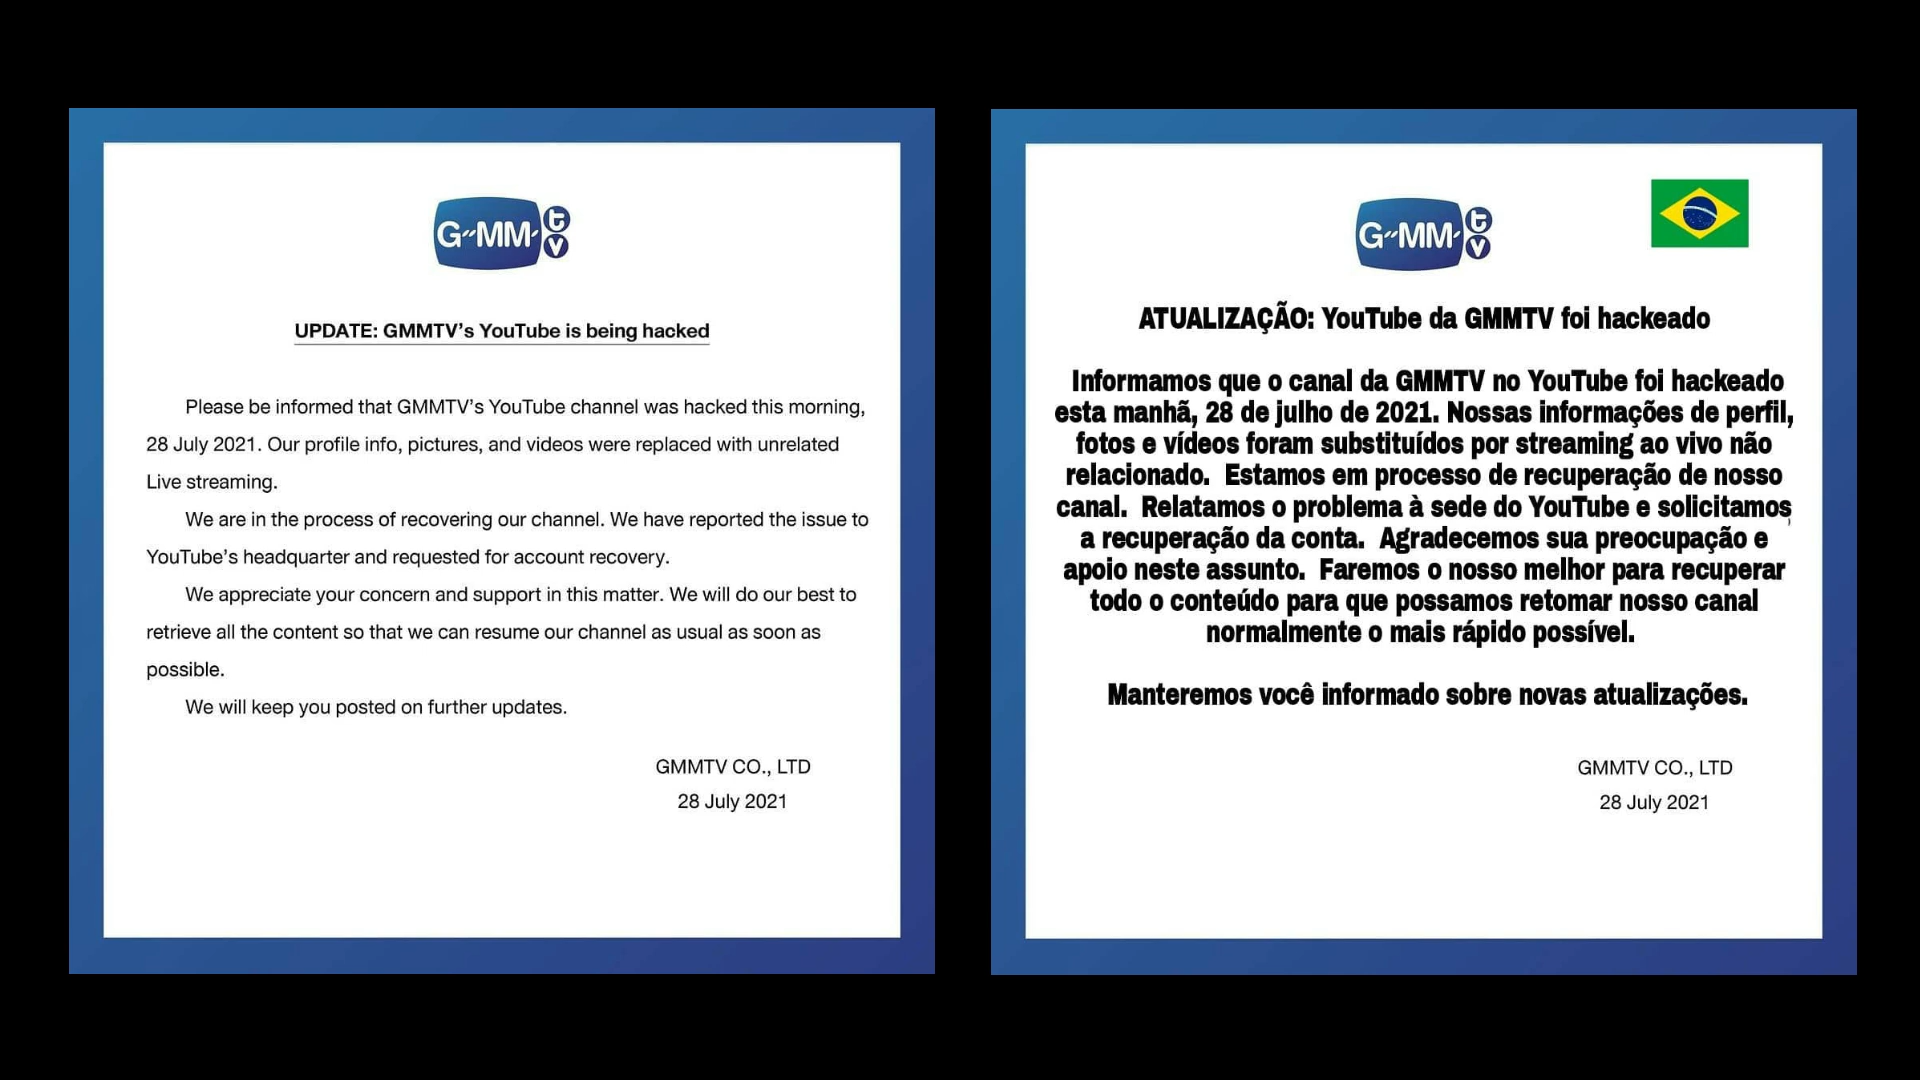 G-MM- tv
UPDATE: GMMTV's YouTube is being hacked
Please be informed that GMMTV's YouTube channel was hacked this morning,
28 July 2021. Our profile info, pictures, and videos were replaced with unrelated
Live streaming.
We are in the process of recovering our channel. We have reported the issue to
YouTube's headquarter and requested for account recovery.
We appreciate your concern and support in this matter. We will do our best to
retrieve all the content so that we can resume our channel as usual as soon as
possible.
We will keep you posted on further updates.
GMMTV CO., LTD
28 July 2021
G-MM- tv
ATUALIZAÇÃO: YouTube da GMMTV foi hackeado
Informamos que o canal da GMMTV no YouTube foi hackeado
esta manhã, 28 de julho de 2021. Nossas informações de perfil,
fotos e vídeos foram substituídos por streaming ao vivo não
relacionado. Estamos em processo de recuperação de nosso
canal. Relatamos o problema à sede do YouTube e solicitamos
a recuperação da conta. Agradecemos sua preocupação e
apoio neste assunto. Faremos o nosso melhor para recuperar
todo o conteúdo para que possamos retomar nosso canal
normalmente o mais rápido possível.
Manteremos você informado sobre novas atualizações.
GMMTV CO., LTD
28 July 2021